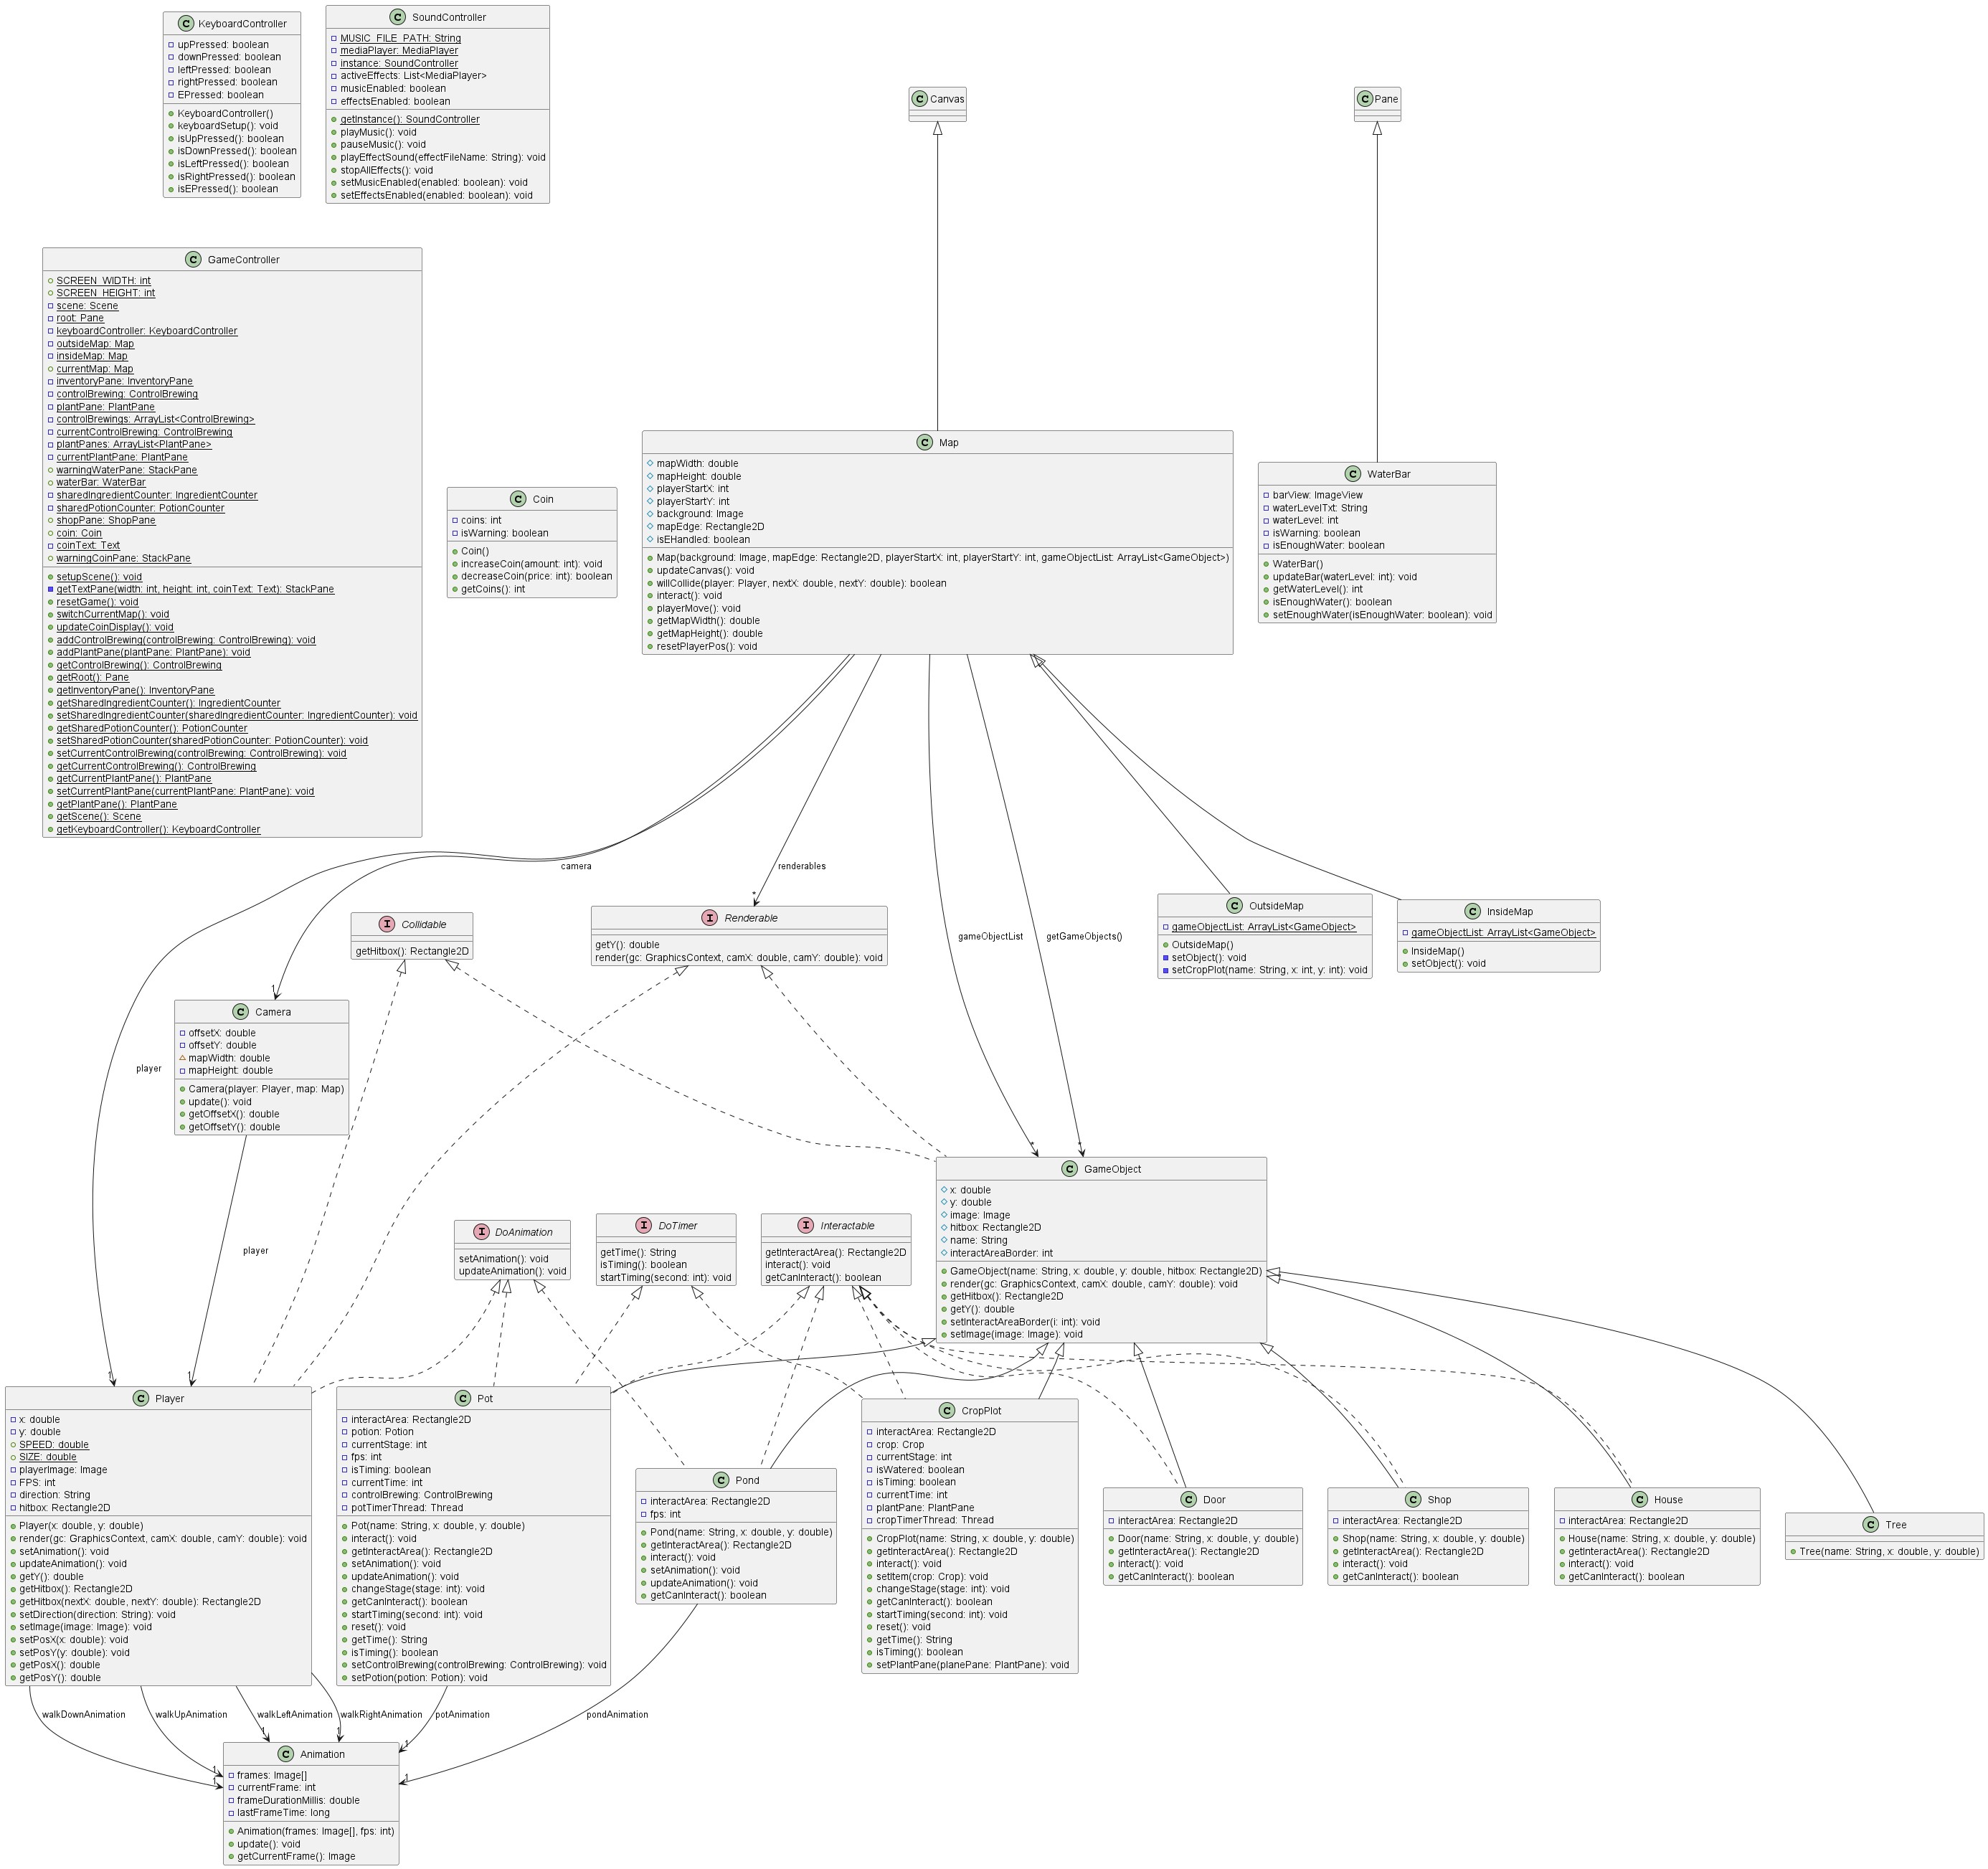 C KeyboardController
upPressed: boolean
downPressed: boolean
leftPressed: boolean
rightPressed: boolean
EPressed: boolean
KeyboardController()
keyboardSetup(): void
isUpPressed(): boolean
isDownPressed(): boolean
isLeftPressed(): boolean
isRightPressed(): boolean
isEPressed(): boolean
C SoundController
MUSIC_FILE_PATH: String
mediaPlayer: MediaPlayer
instance: SoundController
activeEffects: List<MediaPlayer>
musicEnabled: boolean
effectsEnabled: boolean
getInstance(): SoundController
playMusic(): void
pauseMusic(): void
playEffectSound(effectFileName: String): void
stopAllEffects(): void
setMusicEnabled(enabled: boolean): void
setEffectsEnabled(enabled: boolean): void
C Canvas
C Pane
C GameController
SCREEN_WIDTH: int
SCREEN_HEIGHT: int
scene: Scene
root: Pane
keyboardController: KeyboardController
outsideMap: Map
insideMap: Map
currentMap: Map
inventoryPane: InventoryPane
controlBrewing: ControlBrewing
plantPane: PlantPane
controlBrewings: ArrayList<ControlBrewing>
currentControlBrewing: ControlBrewing
plantPanes: ArrayList<PlantPane>
currentPlantPane: PlantPane
warningWaterPane: StackPane
waterBar: WaterBar
sharedIngredientCounter: IngredientCounter
sharedPotionCounter: PotionCounter
shopPane: ShopPane
coin: Coin
coinText: Text
warningCoinPane: StackPane
setupScene(): void
getTextPane(width: int, height: int, coinText: Text): StackPane
resetGame(): void
switchCurrentMap(): void
updateCoinDisplay(): void
addControlBrewing(controlBrewing: ControlBrewing): void
addPlantPane(plantPane: PlantPane): void
getControlBrewing(): ControlBrewing
getRoot(): Pane
getInventoryPane(): InventoryPane
getSharedIngredientCounter(): IngredientCounter
setSharedIngredientCounter(sharedIngredientCounter: IngredientCounter): void
getSharedPotionCounter(): PotionCounter
setSharedPotionCounter(sharedPotionCounter: PotionCounter): void
setCurrentControlBrewing(controlBrewing: ControlBrewing): void
getCurrentControlBrewing(): ControlBrewing
getCurrentPlantPane(): PlantPane
setCurrentPlantPane(currentPlantPane: PlantPane): void
getPlantPane(): PlantPane
getScene(): Scene
getKeyboardController(): KeyboardController
C Coin
coins: int
isWarning: boolean
Coin()
increaseCoin(amount: int): void
decreaseCoin(price: int): boolean
getCoins(): int
C Map
mapWidth: double
mapHeight: double
playerStartX: int
playerStartY: int
background: Image
mapEdge: Rectangle2D
isEHandled: boolean
Map(background: Image, mapEdge: Rectangle2D, playerStartX: int, playerStartY: int, gameObjectList: ArrayList<GameObject>)
updateCanvas(): void
willCollide(player: Player, nextX: double, nextY: double): boolean
interact(): void
playerMove(): void
getMapWidth(): double
getMapHeight(): double
resetPlayerPos(): void
C WaterBar
barView: ImageView
waterLevelTxt: String
waterLevel: int
isWarning: boolean
isEnoughWater: boolean
WaterBar()
updateBar(waterLevel: int): void
getWaterLevel(): int
isEnoughWater(): boolean
setEnoughWater(isEnoughWater: boolean): void
camera
renderables
*
player
1
gameObjectList
getGameObjects()
I Collidable
getHitbox(): Rectangle2D
I Renderable
getY(): double
render(gc: GraphicsContext, camX: double, camY: double): void
C OutsideMap
gameObjectList: ArrayList<GameObject>
OutsideMap()
setObject(): void
setCropPlot(name: String, x: int, y: int): void
C InsideMap
gameObjectList: ArrayList<GameObject>
InsideMap()
setObject(): void
C Camera
offsetX: double
offsetY: double
mapWidth: double
mapHeight: double
Camera(player: Player, map: Map)
update(): void
getOffsetX(): double
getOffsetY(): double
player
*
*
C GameObject
x: double
y: double
image: Image
hitbox: Rectangle2D
name: String
interactAreaBorder: int
GameObject(name: String, x: double, y: double, hitbox: Rectangle2D)
render(gc: GraphicsContext, camX: double, camY: double): void
getHitbox(): Rectangle2D
getY(): double
setInteractAreaBorder(i: int): void
setImage(image: Image): void
I DoAnimation
setAnimation(): void
updateAnimation(): void
I DoTimer
getTime(): String
isTiming(): boolean
startTiming(second: int): void
I Interactable
getInteractArea(): Rectangle2D
interact(): void
getCanInteract(): boolean
1
1
C Player
x: double
y: double
SPEED: double
SIZE: double
playerImage: Image
FPS: int
direction: String
hitbox: Rectangle2D
Player(x: double, y: double)
render(gc: GraphicsContext, camX: double, camY: double): void
setAnimation(): void
updateAnimation(): void
getY(): double
getHitbox(): Rectangle2D
getHitbox(nextX: double, nextY: double): Rectangle2D
setDirection(direction: String): void
setImage(image: Image): void
setPosX(x: double): void
setPosY(y: double): void
getPosX(): double
getPosY(): double
C Pot
interactArea: Rectangle2D
potion: Potion
currentStage: int
fps: int
isTiming: boolean
currentTime: int
controlBrewing: ControlBrewing
potTimerThread: Thread
Pot(name: String, x: double, y: double)
interact(): void
getInteractArea(): Rectangle2D
setAnimation(): void
updateAnimation(): void
changeStage(stage: int): void
getCanInteract(): boolean
startTiming(second: int): void
reset(): void
getTime(): String
isTiming(): boolean
setControlBrewing(controlBrewing: ControlBrewing): void
setPotion(potion: Potion): void
C Pond
interactArea: Rectangle2D
fps: int
Pond(name: String, x: double, y: double)
getInteractArea(): Rectangle2D
interact(): void
setAnimation(): void
updateAnimation(): void
getCanInteract(): boolean
C CropPlot
interactArea: Rectangle2D
crop: Crop
currentStage: int
isWatered: boolean
isTiming: boolean
currentTime: int
plantPane: PlantPane
cropTimerThread: Thread
CropPlot(name: String, x: double, y: double)
getInteractArea(): Rectangle2D
interact(): void
setItem(crop: Crop): void
changeStage(stage: int): void
getCanInteract(): boolean
startTiming(second: int): void
reset(): void
getTime(): String
isTiming(): boolean
setPlantPane(planePane: PlantPane): void
C Door
interactArea: Rectangle2D
Door(name: String, x: double, y: double)
getInteractArea(): Rectangle2D
interact(): void
getCanInteract(): boolean
C Shop
interactArea: Rectangle2D
Shop(name: String, x: double, y: double)
getInteractArea(): Rectangle2D
interact(): void
getCanInteract(): boolean
C House
interactArea: Rectangle2D
House(name: String, x: double, y: double)
getInteractArea(): Rectangle2D
interact(): void
getCanInteract(): boolean
C Tree
Tree(name: String, x: double, y: double)
walkDownAnimation
walkUpAnimation
walkLeftAnimation
walkRightAnimation
potAnimation
pondAnimation
1
1
1
1
1
1
C Animation
frames: Image[]
currentFrame: int
frameDurationMillis: double
lastFrameTime: long
Animation(frames: Image[], fps: int)
update(): void
getCurrentFrame(): Image